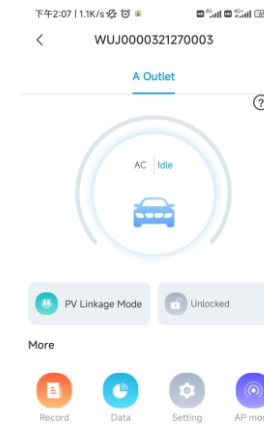 下午2:07 | 1.1K/s
WUJ0000321270003
A Outlet
?
AC Idle
PV Linkage Mode
Unlocked
More
Record
Data
Setting
AP mod